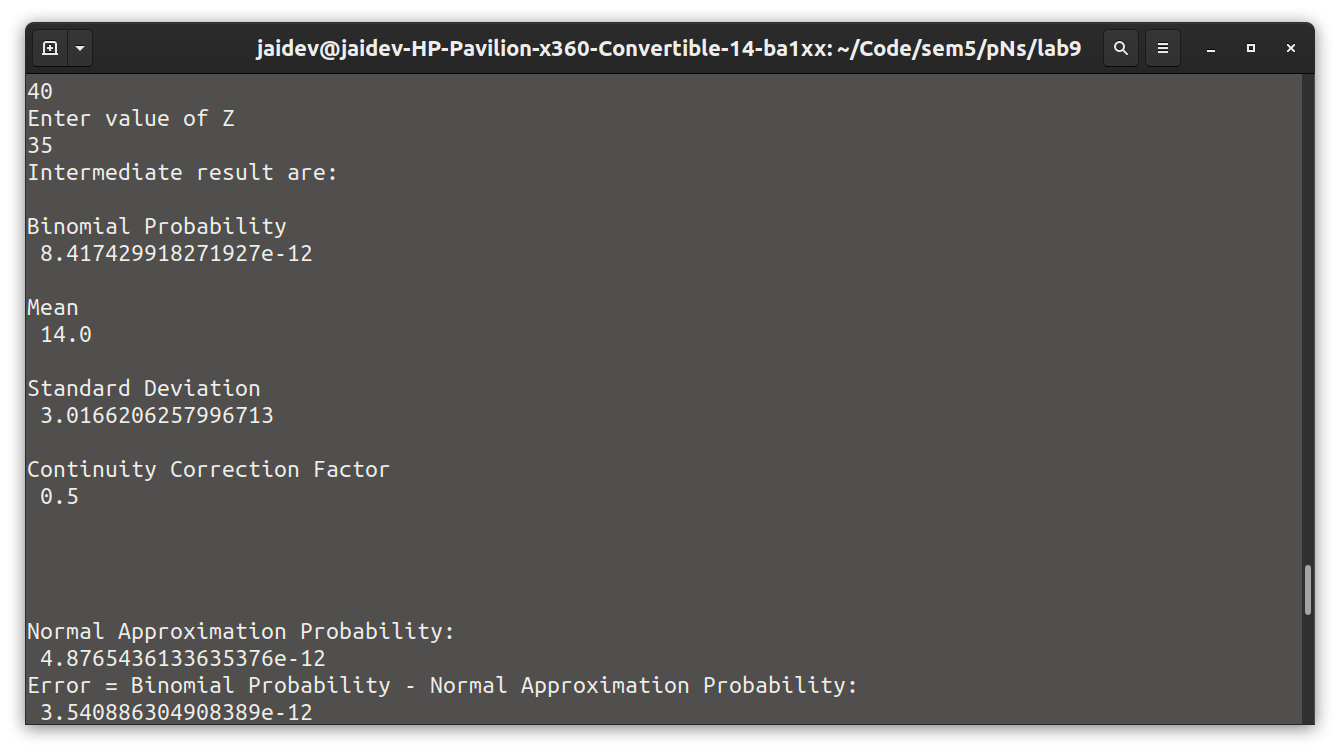 jaidev@jaidev-HP-Pavilion-x360-Convertible-14-ba1xx: ~/Code/sem5/pNs/lab9
40
Enter value of Z
35
Intermediate result are:
Binomial Probability
8.417429918271927e-12
Mean
14.0
Standard Deviation
3.0166206257996713
Continuity Correction Factor
0.5
Normal Approximation Probability:
4.8765436133635376e-12
Error = Binomial Probability - Normal Approximation Probability:
3.540886304908389e-12